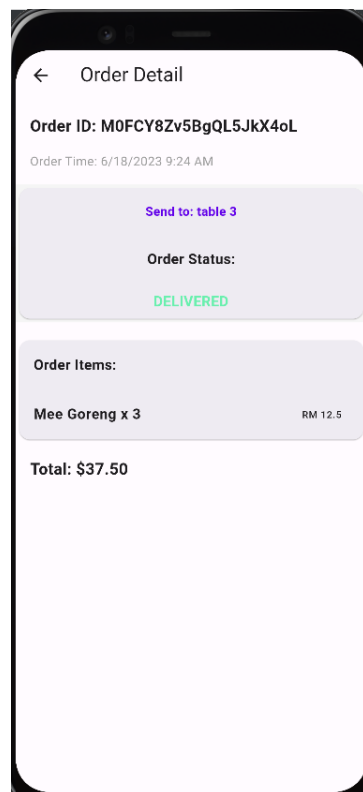 Order Detail
Order ID: M0FCY8Zv5BgQL5JkX4oL
Order Time: 6/18/2023 9:24 AM
Send to: table 3
Order Status:
DELIVERED
Order Items:
Mee Goreng x 3 RM 12.5
Total: $37.50